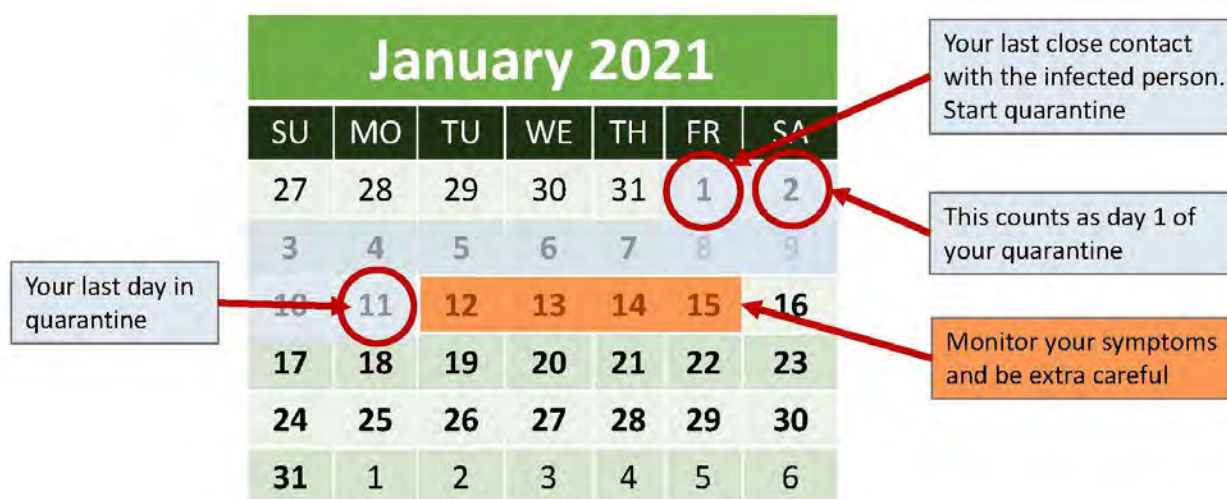 January 2021
Your last close contact
with the infected person.
Start quarantine
SU MO TU WE TH FR SA
27 28 29 30 31 1 2
This counts as day 1 of
your quarantine
3 4 5 6 7 8 9
Your last day in
quarantine
10 11 12 13 14 15 16
Monitor your symptoms
and be extra careful
17 18 19 20 21 22 23
24 25 26 27 28 29 30
31 1 2 3 4 5 6